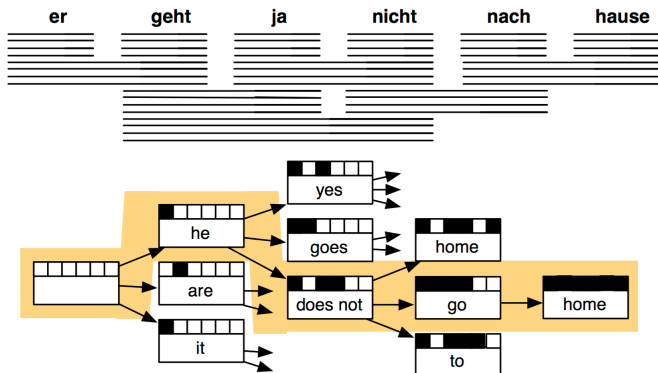 er geht ja nicht nach hause
yes
he
goes
home
are
does not
go
home
it
to